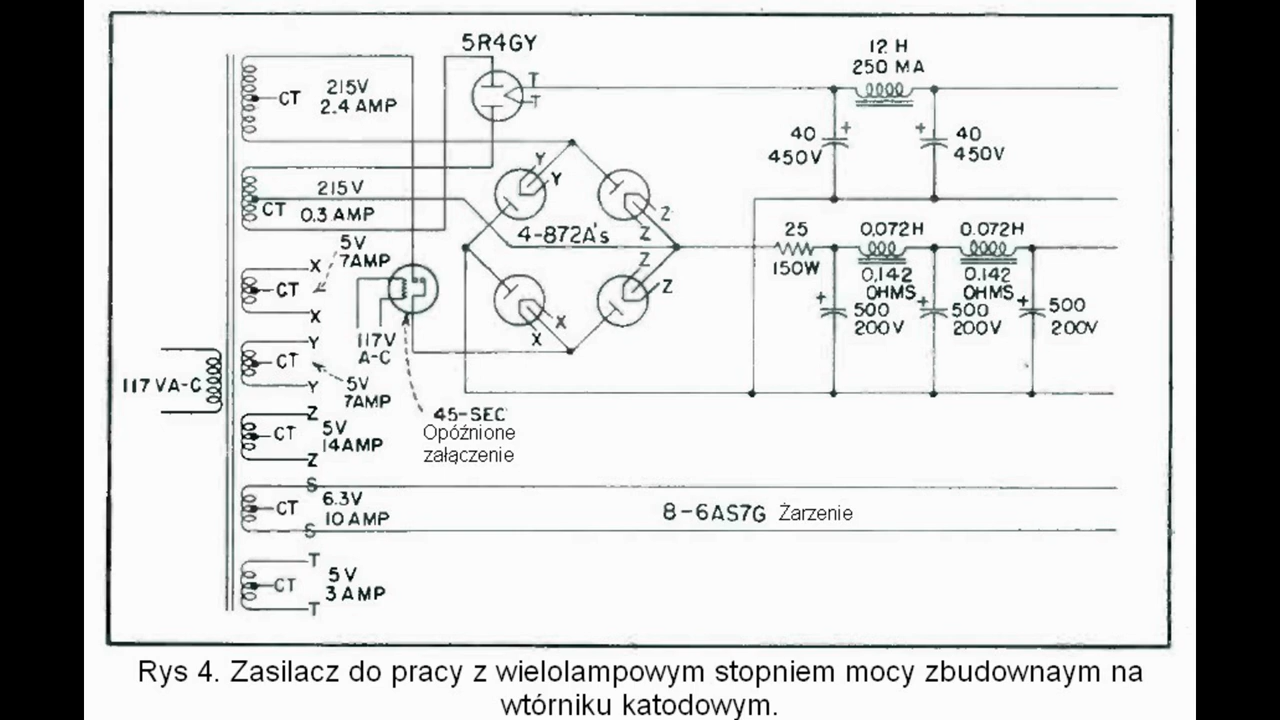 5R4GY
12 H
250 MA
T
T
CT
215V
2.4 AMP
40
450V
+
+
40
450V
Y
Y
215V
CT
0.3 AMP
Z
Z
4-872A's
25
150W
0.072H
0.072H
0.142
OHMS
0.142
OHMS
5V
7AMP
X
CT
X
Z
Z
+
500
200V
+
500
200V
+
500
200V
117V
A-C
X
X
Y
CT
Y
5V
7AMP
117 VA-C
45-SEC
Opóźnione
załączenie
Z
CT
5V
14AMP
Z
S
CT
6.3V
10 AMP
S
8-6AS7G Żarzenie
T
CT
5V
3 AMP
T
Rys 4. Zasilacz do pracy z wielolampowym stopniem mocy zbudownaym na
wtórniku katodowym.